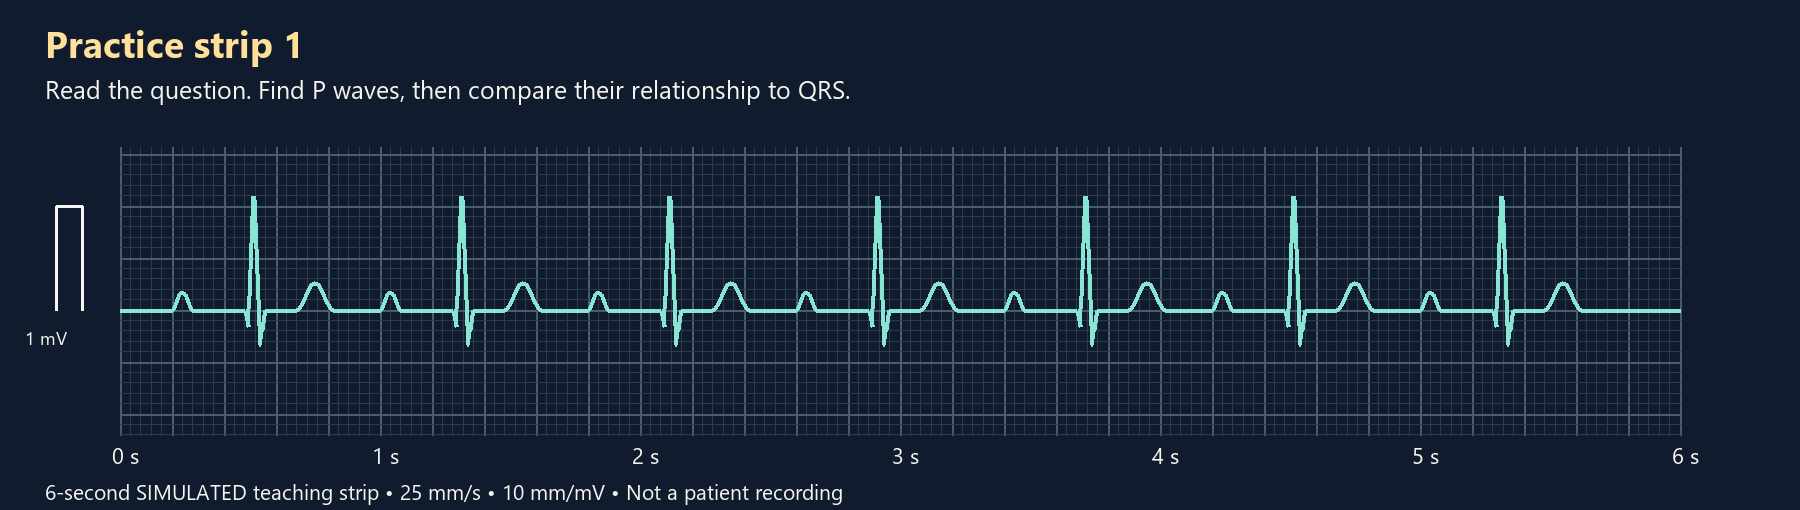 Practice strip 1
Read the question. Find P waves, then compare their relationship to QRS.
1 mV
0 s 1 s 2 s 3 s 4 s 5 s 6 s
6-second SIMULATED teaching strip • 25 mm/s • 10 mm/mV • Not a patient recording